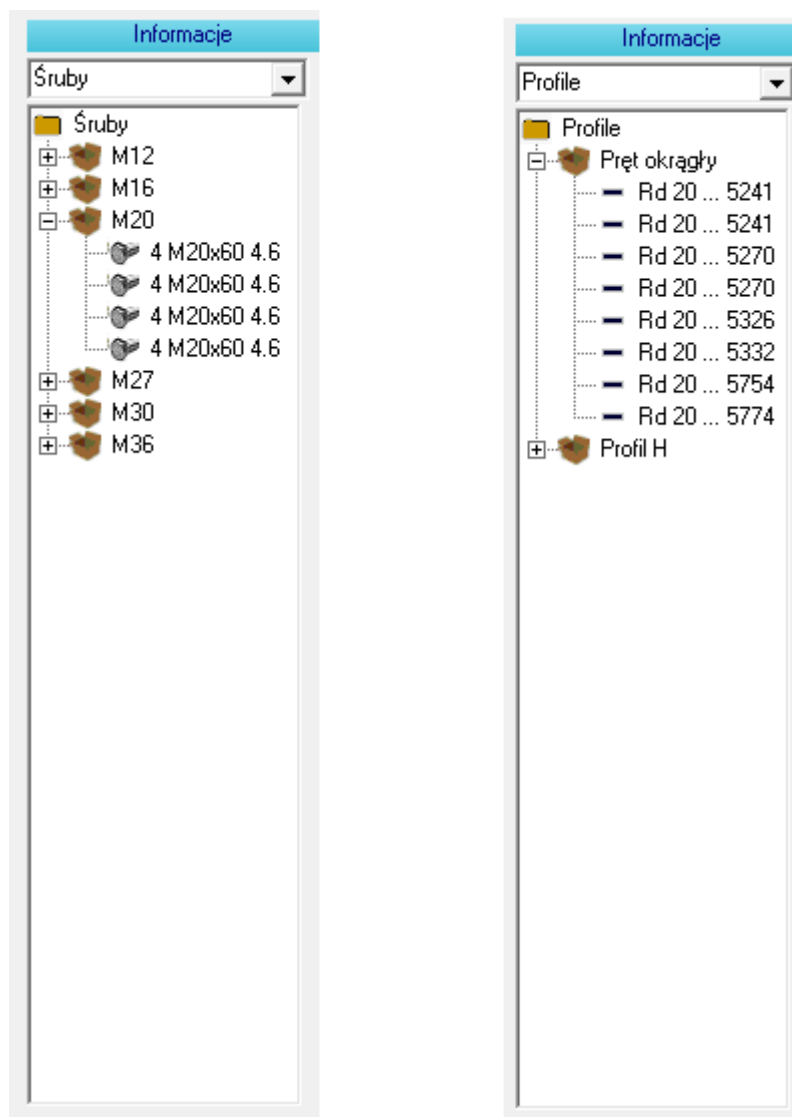 Informacje
Śruby
Śruby
M12
M16
M20
4 M20x60 4.6
4 M20x60 4.6
4 M20x60 4.6
4 M20x60 4.6
M27
M30
M36
Informacje
Profile
Profile
Pręt okrągły
Rd 20 ... 5241
Rd 20 ... 5241
Rd 20 ... 5270
Rd 20 ... 5270
Rd 20 ... 5326
Rd 20 ... 5332
Rd 20 ... 5754
Rd 20 ... 5774
Profil H